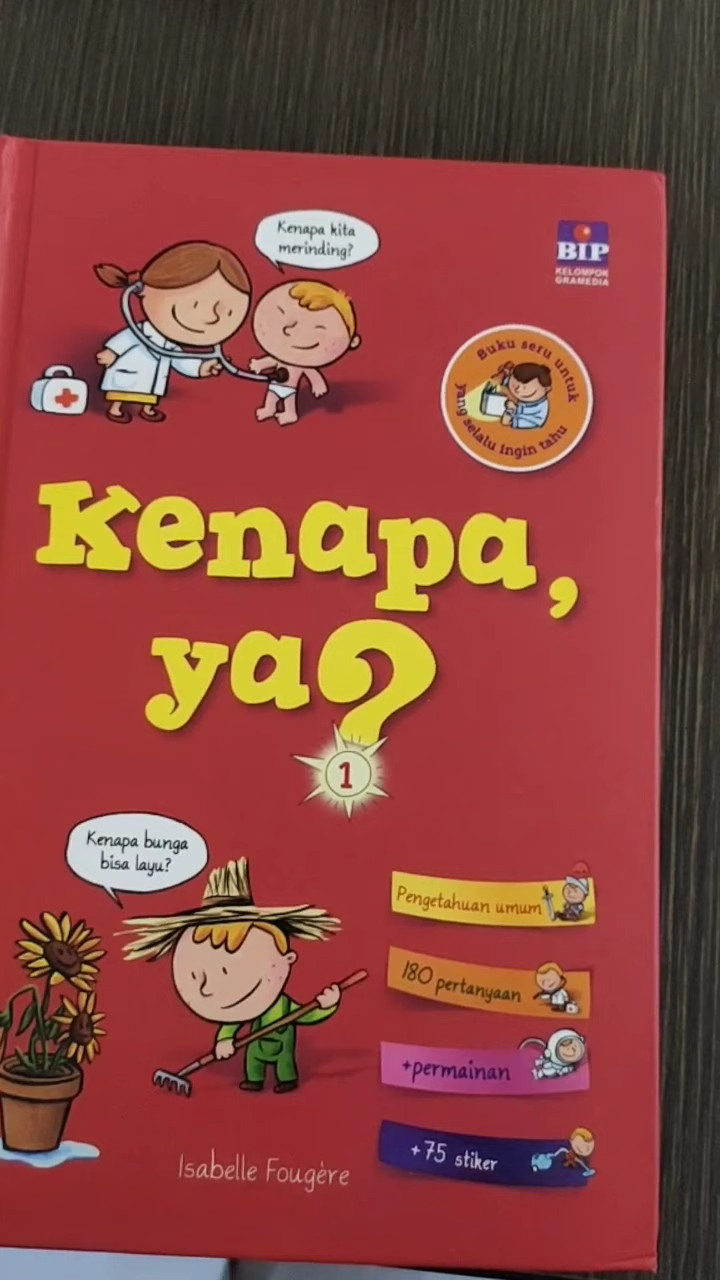 Kenapa kita
merinding?
BIP
KELOMPOK
GRAMEDIA
Buku seru untuk
yang selalu ingin tahu
Kenapa,
ya?
1
Kenapa bunga
bisa layu?
Pengetahuan umum
180 pertanyaan
+permainan
+75 stiker
Isabelle Fougère